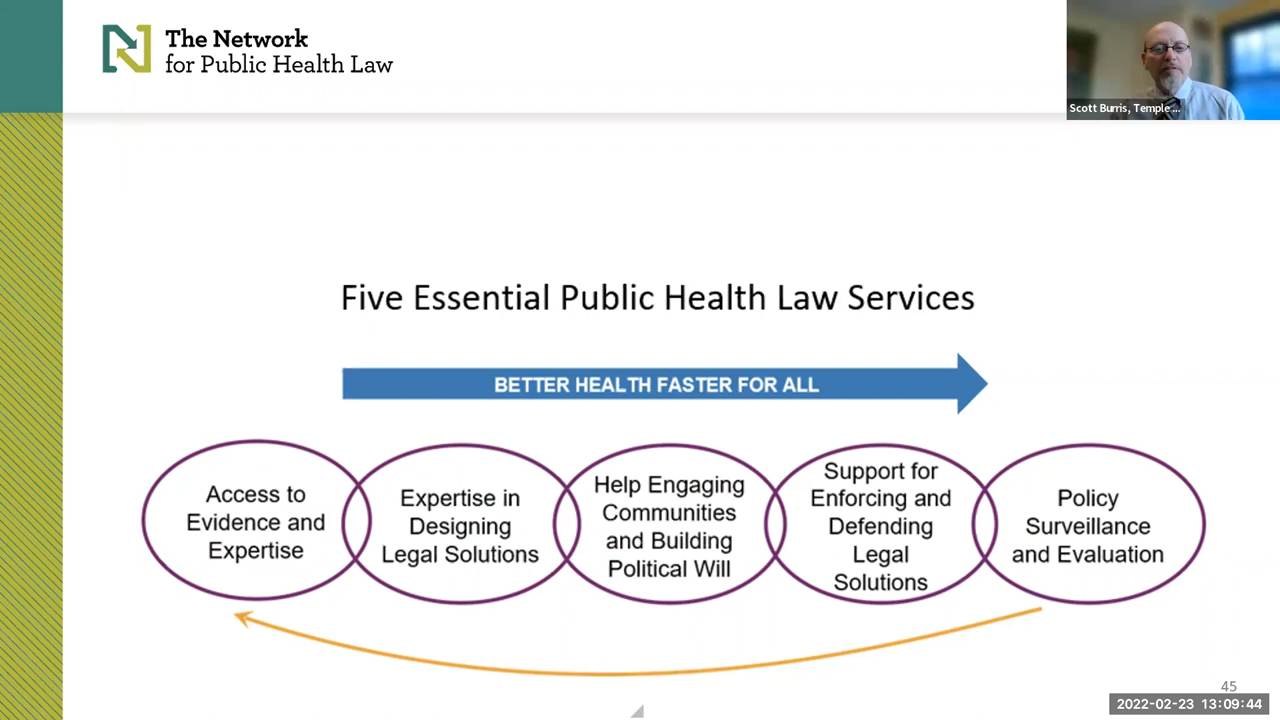 The Network
for Public Health Law
Scott Burris, Temple ...
Five Essential Public Health Law Services
BETTER HEALTH FASTER FOR ALL
Access to
Evidence and
Expertise
Expertise in
Designing
Legal Solutions
Help Engaging
Communities
and Building
Political Will
Support for
Enforcing and
Defending
Legal
Solutions
Policy
Surveillance
and Evaluation
45
2022-02-23 13:09:44